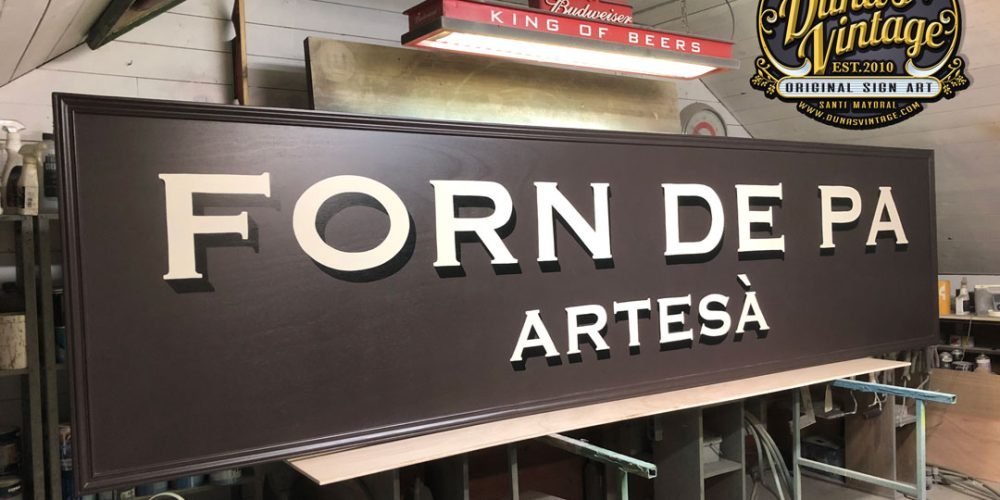 Budweiser
KING OF BEERS
Duna's
Vintage
EST.2010
ORIGINAL SIGN ART
SANTI MAYORAL
WWW.DUNASVINTAGE.COM
FORN DE PA
ARTESÀ